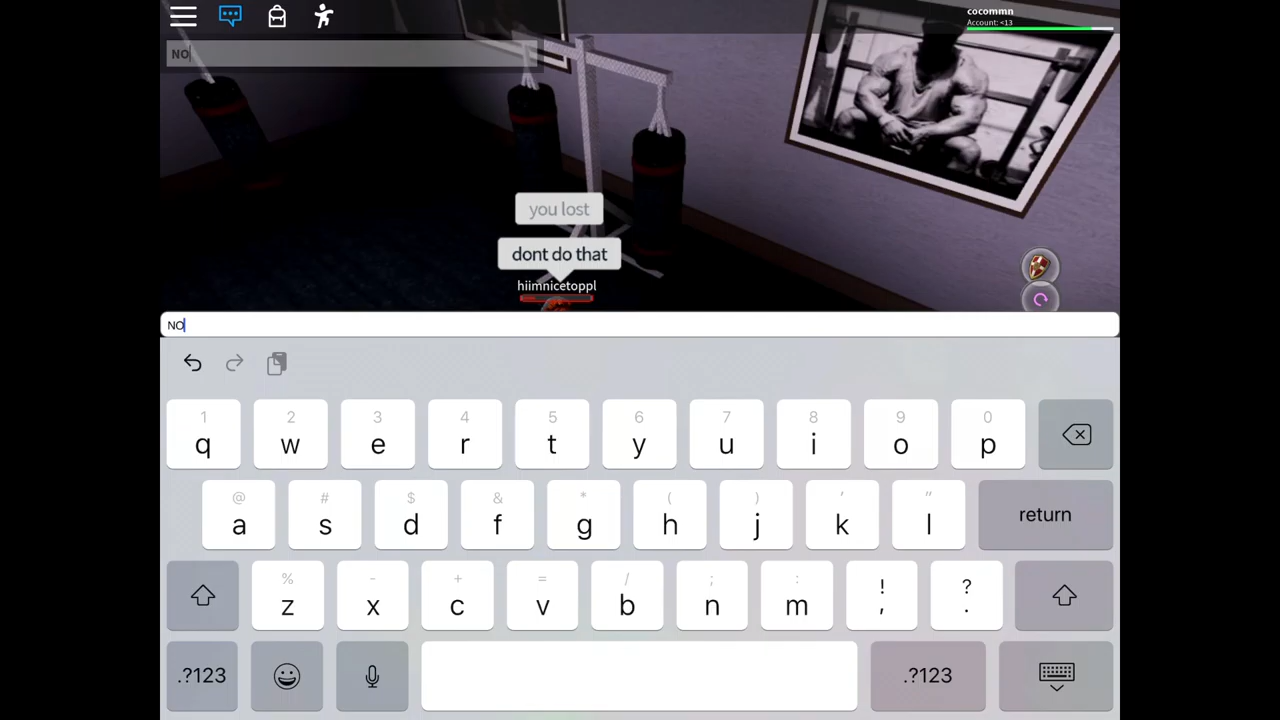 cocommn
Account: <13
NO
you lost
dont do that
hiimnicetoppl
NO
1 2 3 4 5 6 7 8 9 0
q w e r t y u i o p
@ # $ & * ( ) ' "
a s d f g h j k l return
% - + = / ; : ! ?
z x c v b n m , .
.?123 .?123